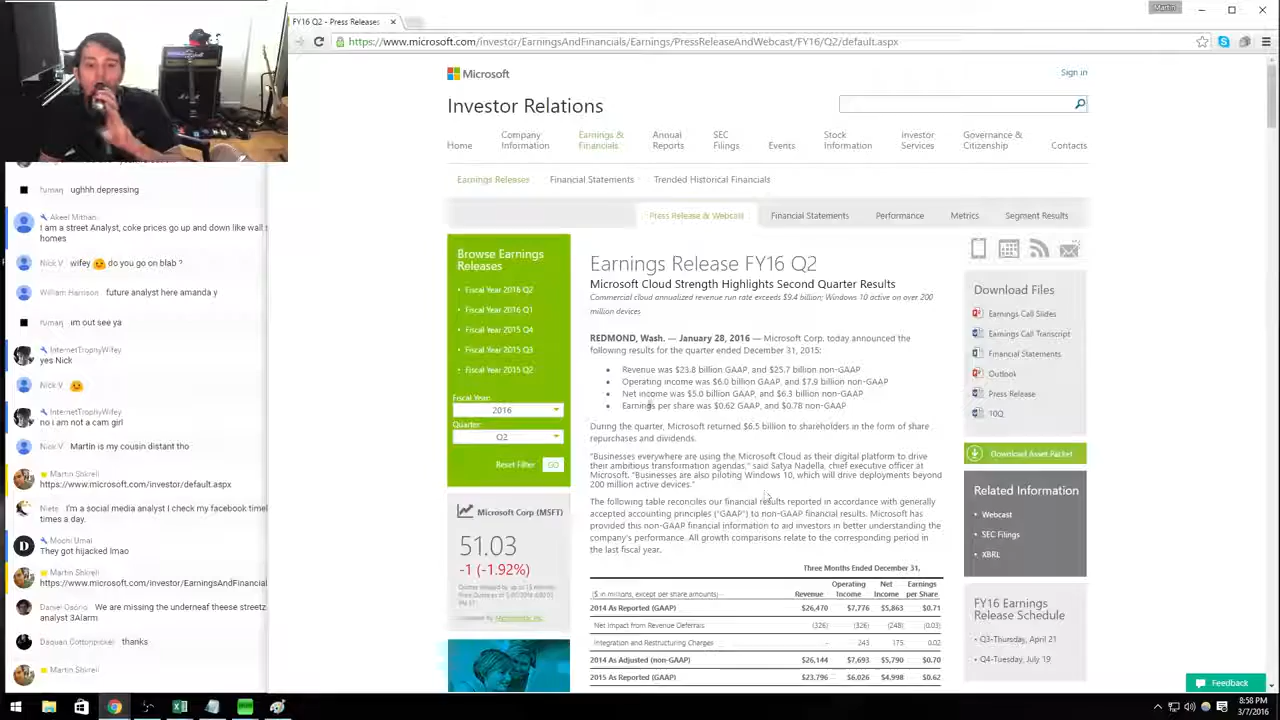 Martin
FY16 Q2 - Press Releases
https://www.microsoft.com/investor/EarningsAndFinancials/Earnings/PressReleaseAndWebcast/FY16/Q2/default.aspx
Microsoft
Sign in
Investor Relations
Home
Company Information
Earnings & Financials
Annual Reports
SEC Filings
Events
Stock Information
Investor Services
Governance & Citizenship
Contacts
Earnings Releases
Financial Statements
Trended Historical Financials
Press Release & Webcast
Financial Statements
Performance
Metrics
Segment Results
ughhh depressing
Akeel Mithan
I am a street Analyst, coke prices go up and down like wall s
homes
Nick V wifey do you go on blab ?
William Harrison future analyst here amanda y
im out see ya
InternetTrophyWife
yes Nick
Nick V
InternetTrophyWife
no i am not a cam girl
Nick V Martin is my cousin distant tho
Martin Shkreli
https://www.microsoft.com/investor/default.aspx
Niete I'm a social media analyst I check my facebook timel
times a day.
Mochi Umai
They got hijacked lmao
Martin Shkreli
https://www.microsoft.com/investor/EarningsAndFinancial
We are missing the underneaf theese streetz
analyst 3Alarm
Daquan Cottonpickel thanks
Martin Shkreli
Browse Earnings
Releases
Fiscal Year 2016 Q2
Fiscal Year 2016 Q1
Fiscal Year 2015 Q4
Fiscal Year 2015 Q3
Fiscal Year 2015 Q2
Fiscal Year:
2016
Quarter:
Q2
Reset Filter GO
Microsoft Corp (MSFT)
51.03
-1 (-1.92%)
Earnings Release FY16 Q2
Microsoft Cloud Strength Highlights Second Quarter Results
Commercial cloud annualized revenue run rate exceeds $9.4 billion; Windows 10 active on over 200
million devices
REDMOND, Wash. — January 28, 2016 — Microsoft Corp. today announced the
following results for the quarter ended December 31, 2015:
• Revenue was $23.8 billion GAAP, and $25.7 billion non-GAAP
• Operating income was $6.0 billion GAAP, and $7.9 billion non-GAAP
• Net income was $5.0 billion GAAP, and $6.3 billion non-GAAP
• Earnings per share was $0.62 GAAP, and $0.78 non-GAAP
During the quarter, Microsoft returned $6.5 billion to shareholders in the form of share
repurchases and dividends.
"Businesses everywhere are using the Microsoft Cloud as their digital platform to drive
their ambitious transformation agendas," said Satya Nadella, chief executive officer at
Microsoft. "Businesses are also piloting Windows 10, which will drive deployments beyond
200 million active devices."
The following table reconciles our financial results reported in accordance with generally
accepted accounting principles ("GAAP") to non-GAAP financial results. Microsoft has
provided this non-GAAP financial information to aid investors in better understanding the
company's performance. All growth comparisons relate to the corresponding period in
the last fiscal year.
Three Months Ended December 31,
($ in millions, except per share amounts) Revenue Operating Income Net Income Earnings per Share
2014 As Reported (GAAP) $26,470 $7,776 $5,863 $0.71
Net Impact from Revenue Deferrals (326) (326) (248) (0.03)
Integration and Restructuring Charges - 243 175 0.02
2014 As Adjusted (non-GAAP) $26,144 $7,693 $5,790 $0.70
2015 As Reported (GAAP) $23,796 $6,026 $4,998 $0.62
Download Files
Earnings Call Slides
Earnings Call Transcript
Financial Statements
Outlook
Press Release
10Q
Download Asset Packet
Related Information
Webcast
SEC Filings
XBRL
FY16 Earnings
Release Schedule
Q3-Thursday, April 21
Q4-Tuesday, July 19
Feedback
8:58 PM
3/7/2016